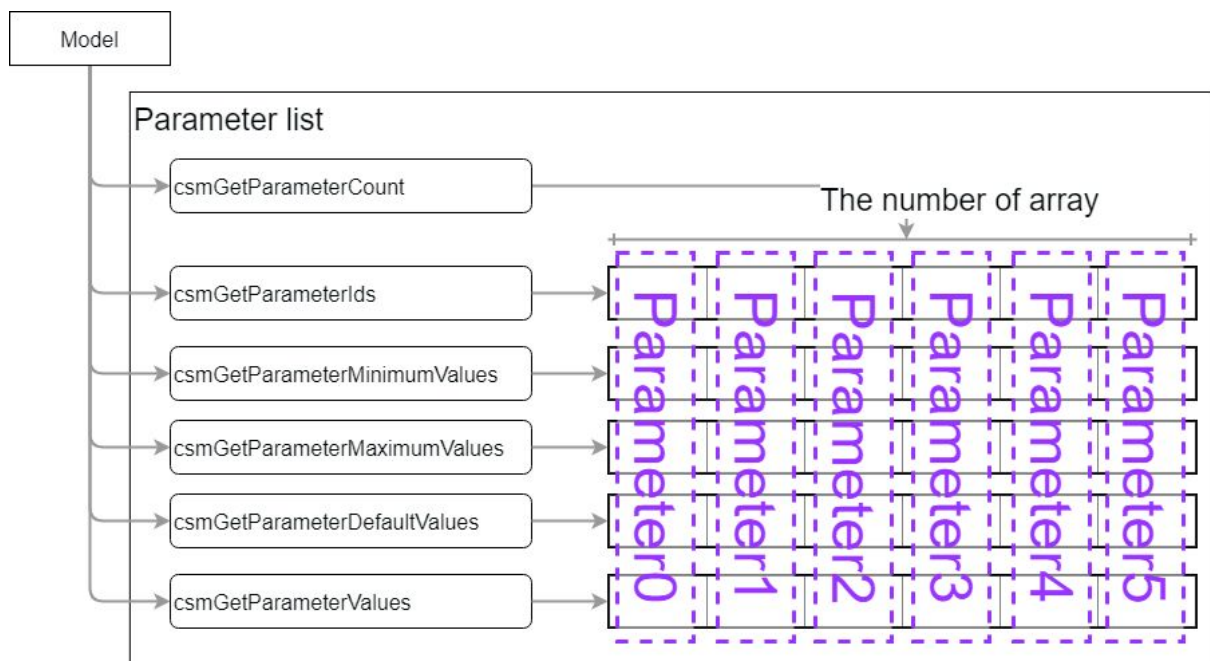 Model
Parameter list
csmGetParameterCount
The number of array
csmGetParameterIds
csmGetParameterMinimumValues
csmGetParameterMaximumValues
csmGetParameterDefaultValues
csmGetParameterValues
Parameter0
Parameter1
Parameter2
Parameter3
Parameter4
Parameter5